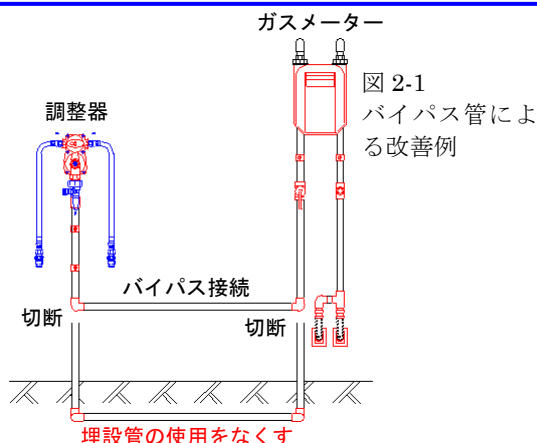 ガスメーター
図 2-1
バイパス管によ
る改善例
調整器
バイパス接続
切断
切断
埋設管の使用をなくす